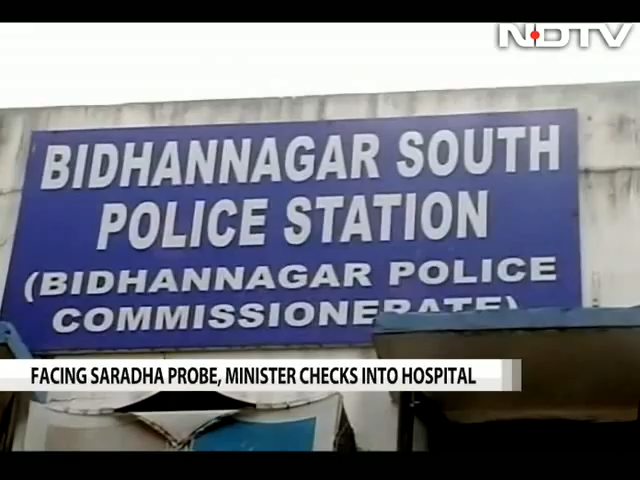 NDTV
BIDHANNAGAR SOUTH
POLICE STATION
(BIDHANNAGAR POLICE
COMMISSIONERATE)
FACING SARADHA PROBE, MINISTER CHECKS INTO HOSPITAL